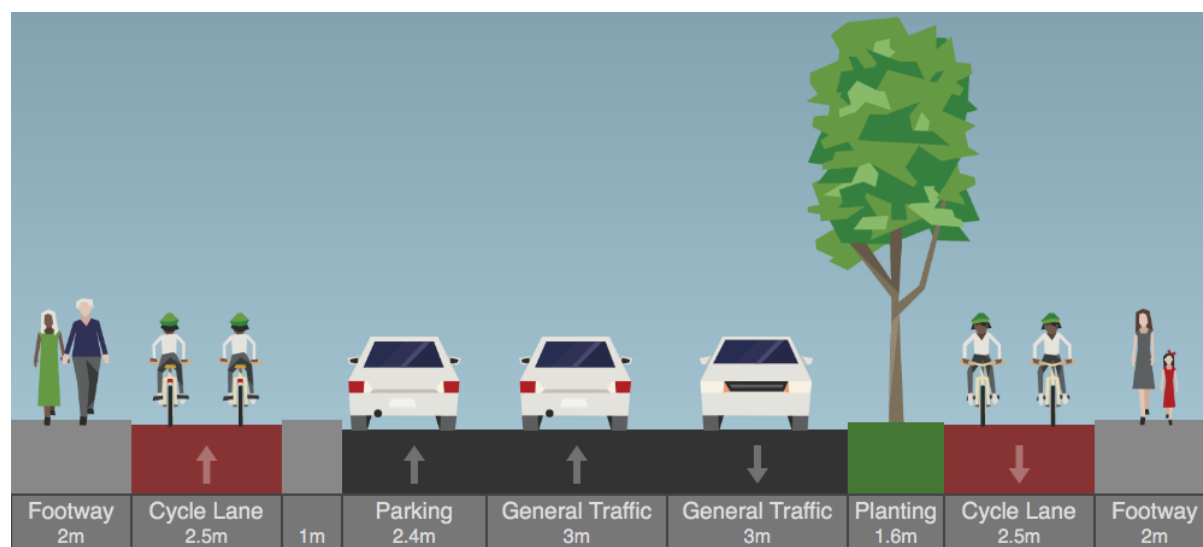 Footway
2m
Cycle Lane
2.5m
1m
Parking
2.4m
General Traffic
3m
General Traffic
3m
Planting
1.6m
Cycle Lane
2.5m
Footway
2m